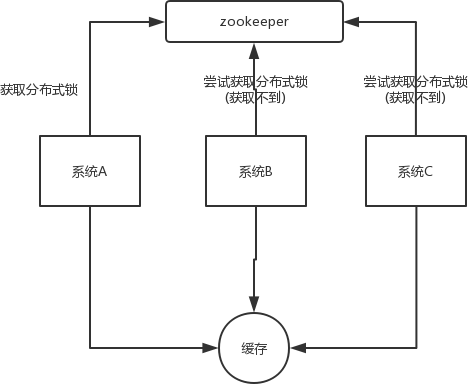 zookeeper
获取分布式锁
尝试获取分布式锁
(获取不到)
尝试获取分布式锁
(获取不到)
系统A
系统B
系统C
缓存